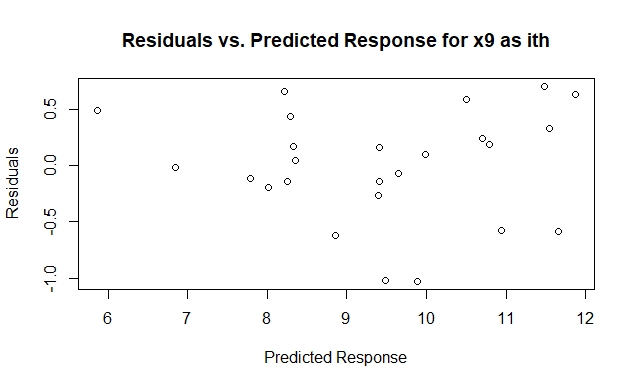 Residuals vs. Predicted Response for x9 as ith
Residuals
0.5
0.0
-0.5
-1.0
6 7 8 9 10 11 12
Predicted Response